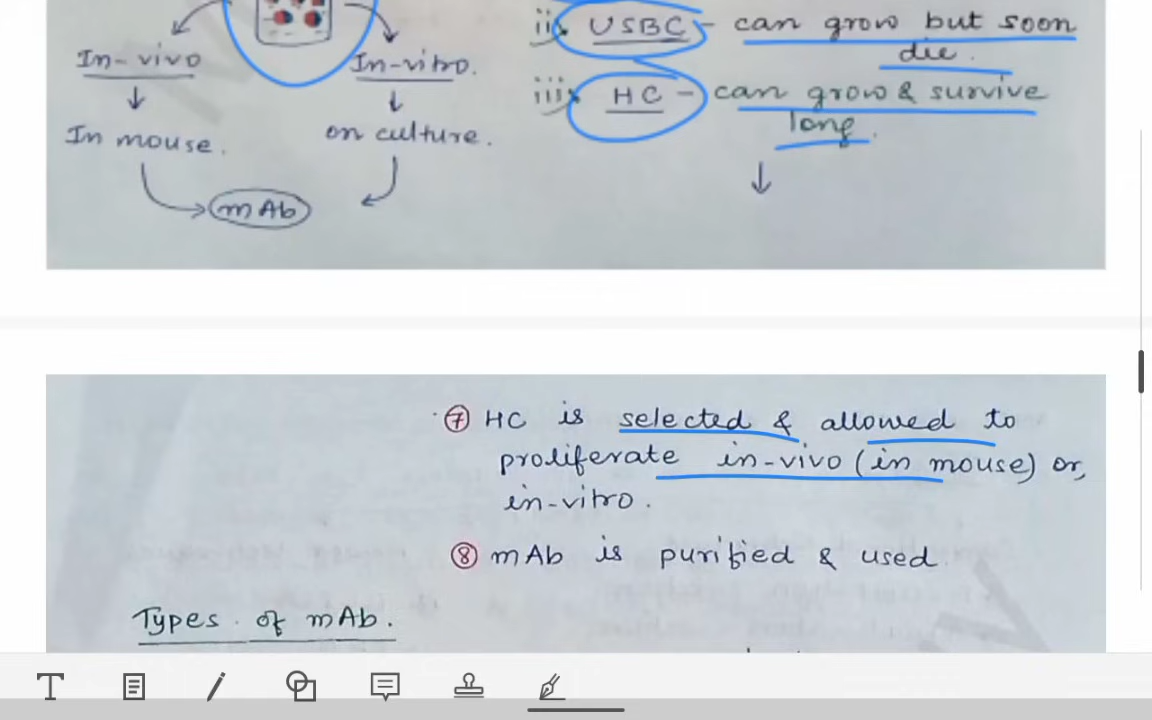 In-vivo
In-vitro.
In mouse.
on culture.
mAb
ii) USBC - can grow but soon
die.
iii) HC - can grow & survive
long.
⑦ HC is selected & allowed to
proliferate in-vivo (in mouse) or,
in-vitro.
⑧ mAb is purified & used.
Types of mAb.
T